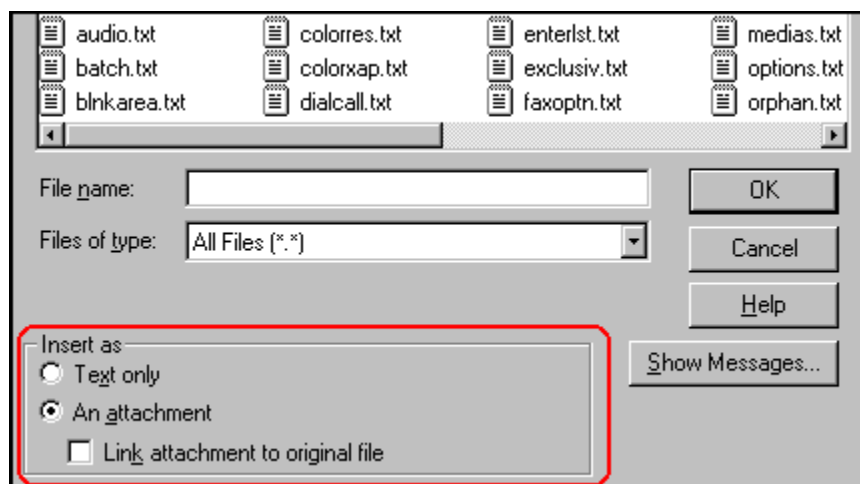 audio.txt colorres.txt enterlst.txt medias.txt
batch.txt colorxap.txt exclusiv.txt options.txt
blnkarea.txt dialcall.txt faxoptn.txt orphan.txt
File name: OK
Files of type: All Files (*.*) Cancel
Help
Insert as
Show Messages...
Text only
An attachment
Link attachment to original file